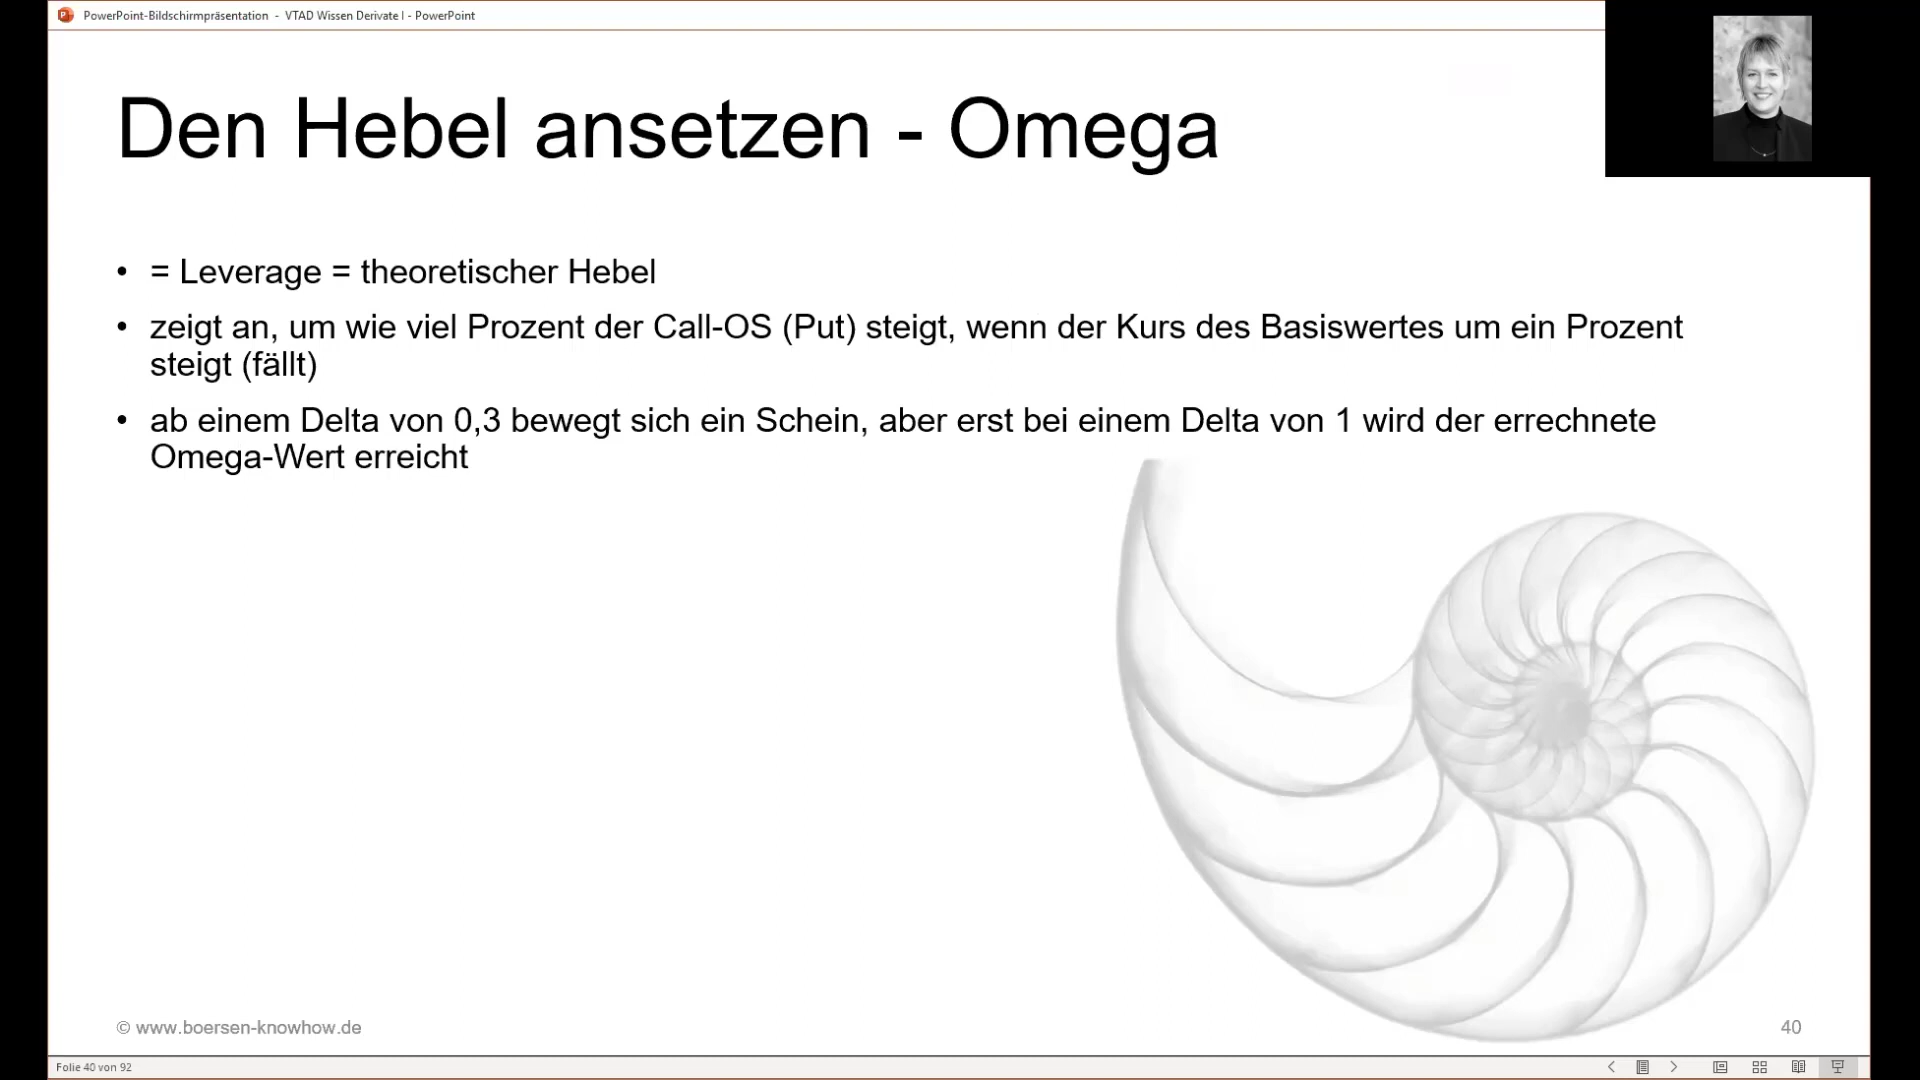 PowerPoint-Bildschirmpräsentation - VTAD Wissen Derivate I - PowerPoint
Den Hebel ansetzen - Omega
• = Leverage = theoretischer Hebel
• zeigt an, um wie viel Prozent der Call-OS (Put) steigt, wenn der Kurs des Basiswertes um ein Prozent
steigt (fällt)
• ab einem Delta von 0,3 bewegt sich ein Schein, aber erst bei einem Delta von 1 wird der errechnete
Omega-Wert erreicht
© www.boersen-knowhow.de
40
Folie 40 von 92